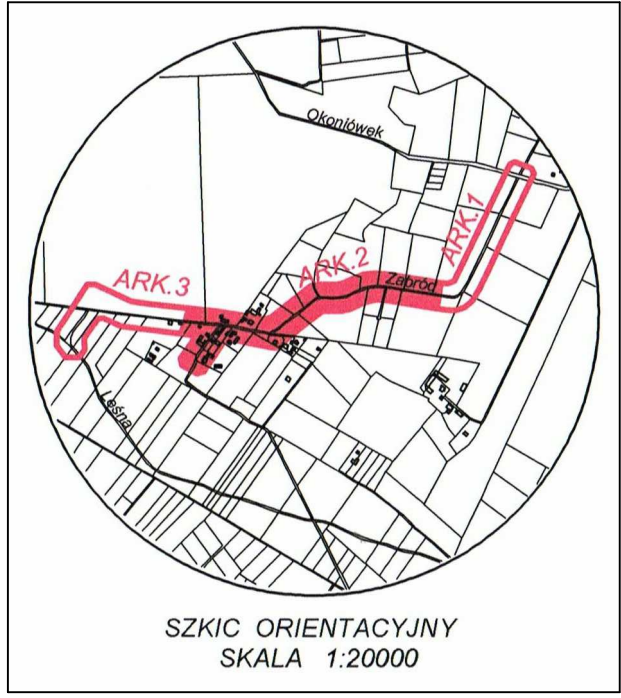 Okoniówek
ARK.1
ARK.2
Zabród
ARK.3
Leśna
SZKIC ORIENTACYJNY
SKALA 1:20000